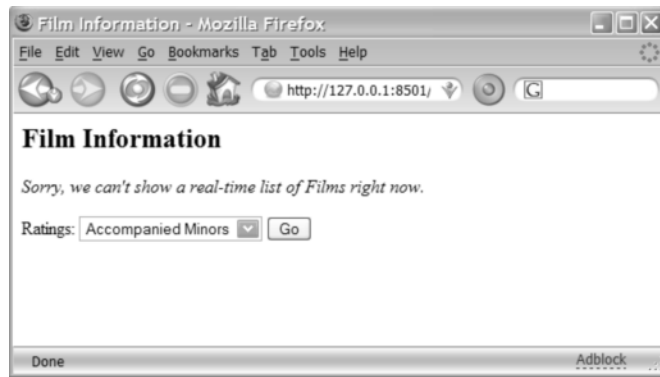 Film Information - Mozilla Firefox
File Edit View Go Bookmarks Tab Tools Help
http://127.0.0.1:8501/ G
Film Information
Sorry, we can't show a real-time list of Films right now.
Ratings: Accompanied Minors Go
Done Adblock